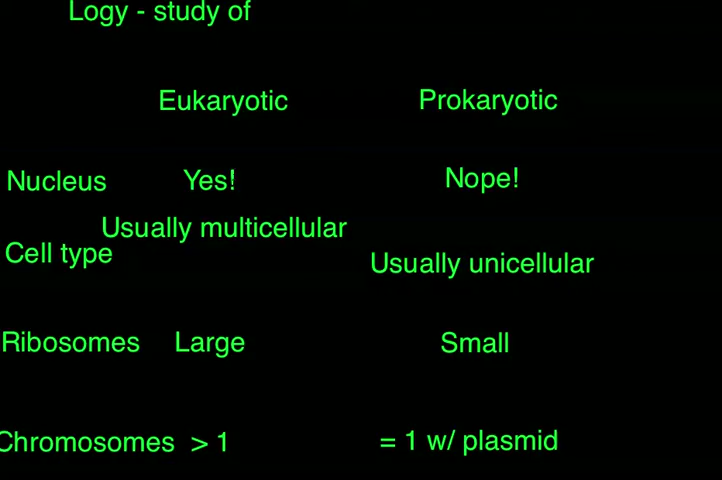 Logy - study of
Eukaryotic Prokaryotic
Nucleus Yes! Nope!
Usually multicellular
Cell type
Usually unicellular
Ribosomes Large Small
Chromosomes > 1 = 1 w/ plasmid